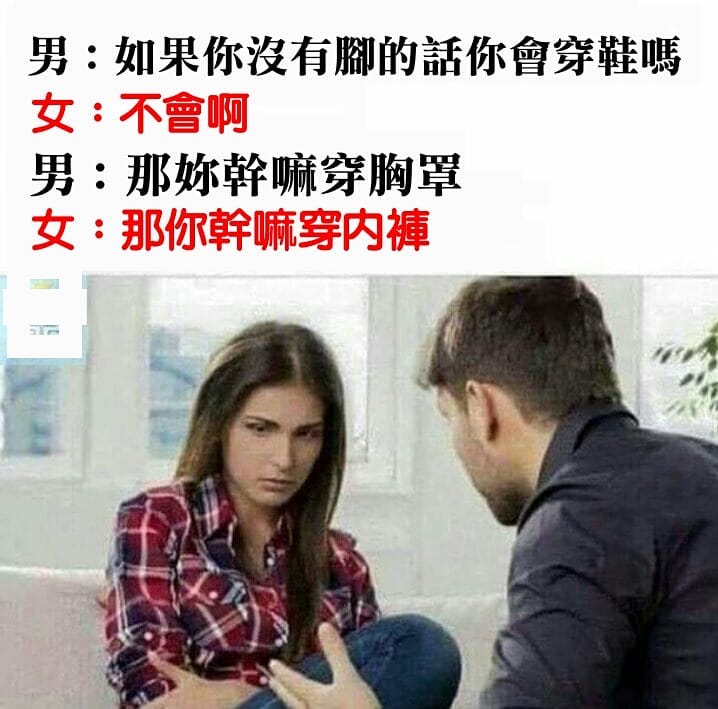 男：如果你沒有腳的話你會穿鞋嗎
女：不會啊
男：那妳幹嘛穿胸罩
女：那你幹嘛穿内褲